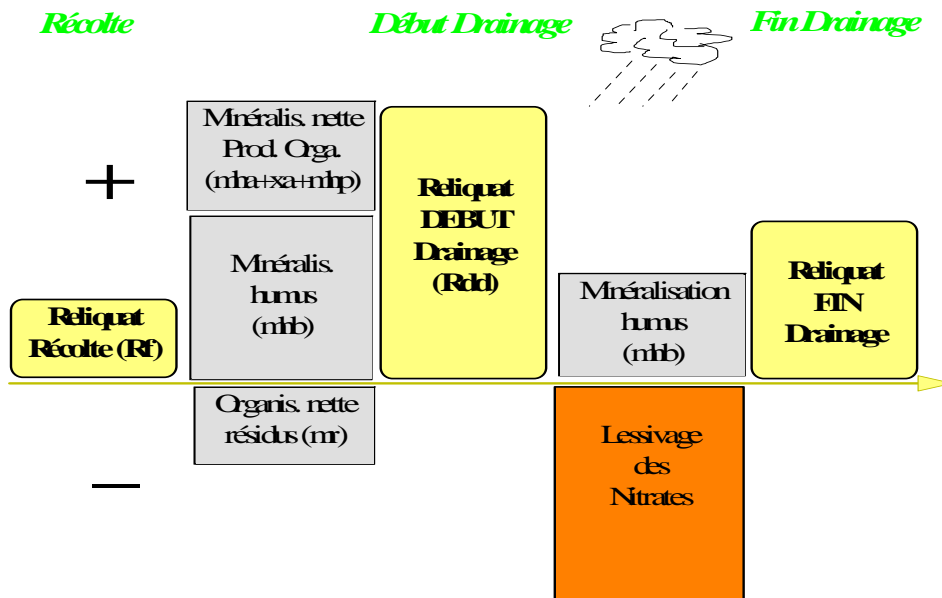 Récolte
Début Drainage
Fin Drainage
+
Minéralis. nette
Prod. Orga.
(mha+xa+mhp)
Reliquat
DEBUT
Drainage
(Rdd)
Minéralis.
humus
(mhb)
Reliquat
Récolte (Rf)
Minéralisation
humus
(mhb)
Reliquat
FIN
Drainage
Organis. nette
résidus (mr)
Lessivage
des
Nitrates
–